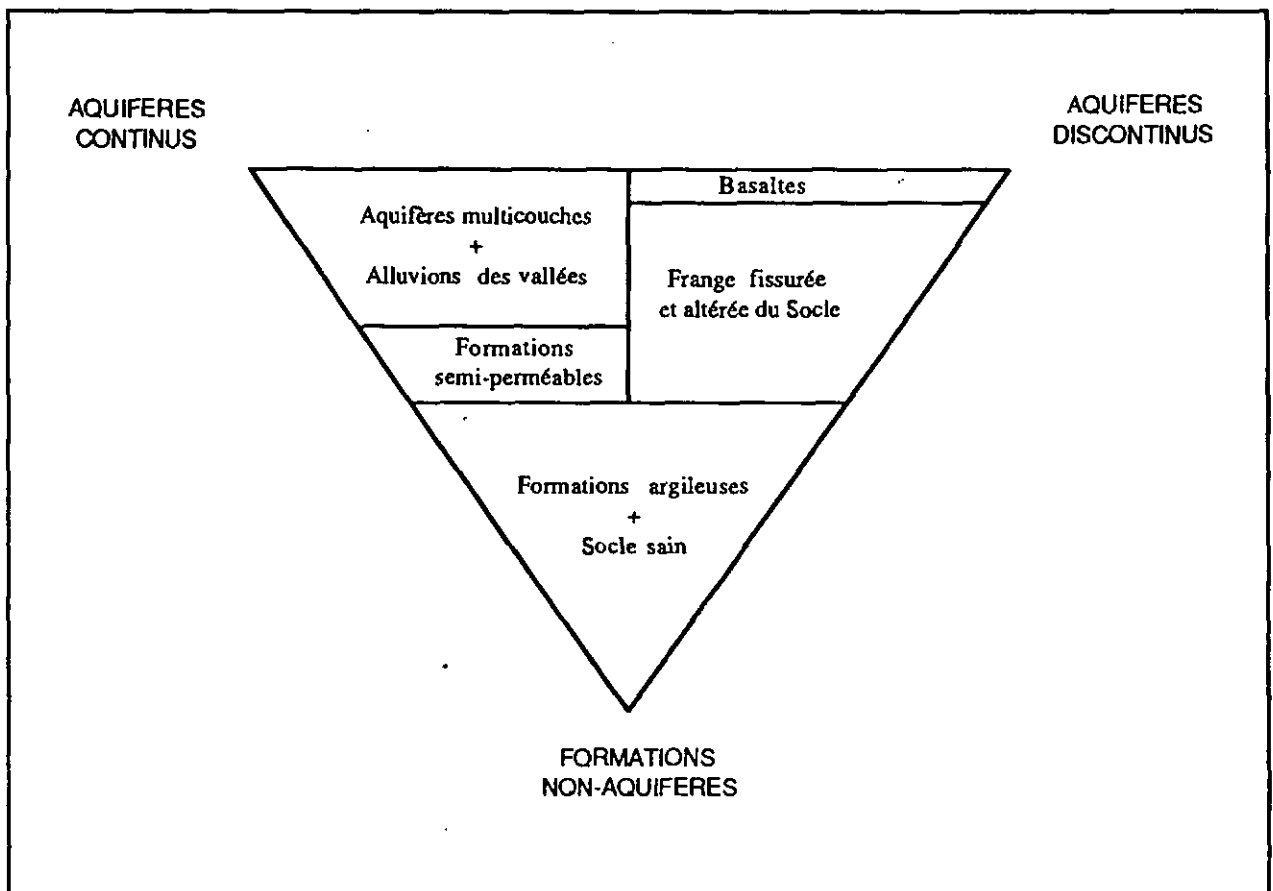 AQUIFERES
CONTINUS
AQUIFERES
DISCONTINUS
Basaltes
Aquifères multicouches
+
Alluvions des vallées
Frange fissurée
et altérée du Socle
Formations
semi-perméables
Formations argileuses
+
Socle sain
FORMATIONS
NON-AQUIFERES